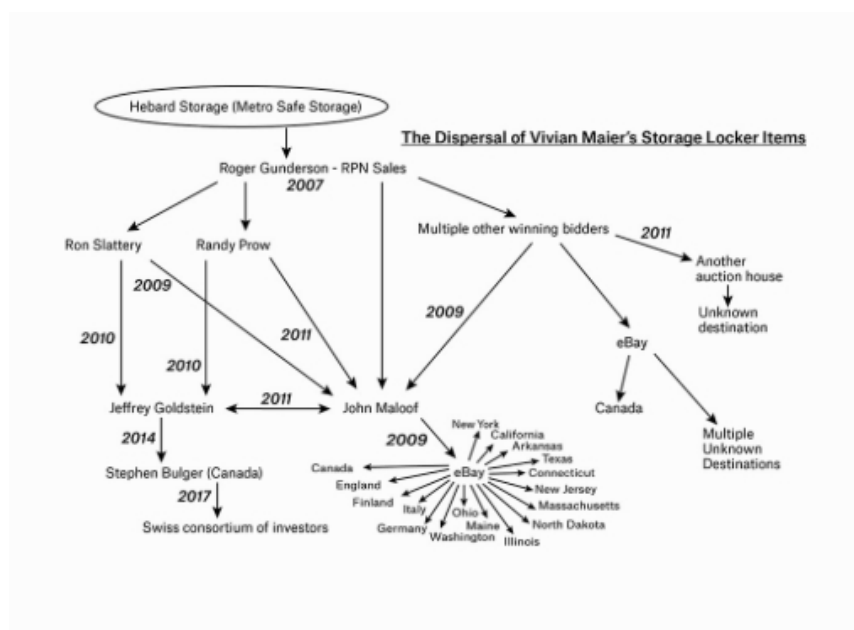 Hebard Storage (Metro Safe Storage)
The Dispersal of Vivian Maier's Storage Locker Items
Roger Gunderson - RPN Sales
2007
Multiple other winning bidders
2011
Ron Slattery
Randy Prow
Another
auction house
2009
Unknown
destination
2009
2010
2011
2010
eBay
Jeffrey Goldstein
2011
John Maloof
Canada
2014
2009
New York
California
Arkansas
Multiple
Unknown
Destinations
Texas
Stephen Bulger (Canada)
Canada
eBay
Connecticut
England
New Jersey
2017
Finland
Italy
Ohio
Massachusetts
Swiss consortium of investors
Germany
Maine
North Dakota
Washington
Illinois